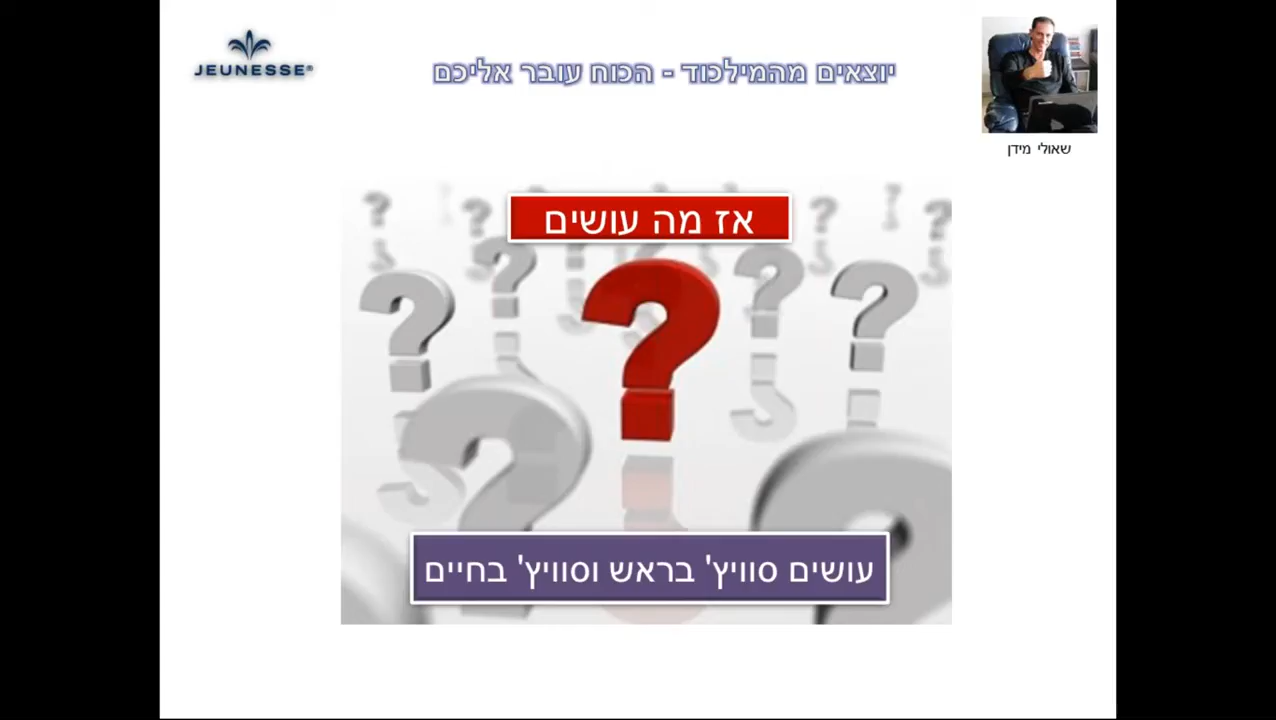 JEUNESSE®
יוצאים מהמילכוד - הכוח עובר אליכם
שאולי מידן
אז מה עושים
עושים סוויץ' בראש וסוויץ' בחיים